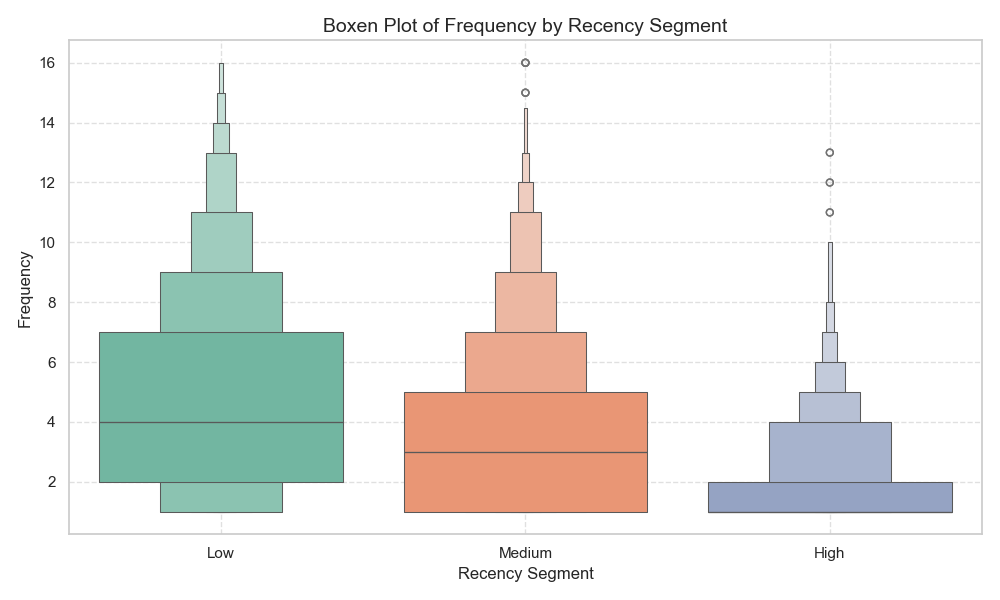 Boxen Plot of Frequency by Recency Segment
16
14
12
10
8
6
4
2
Frequency
Low
Medium
High
Recency Segment